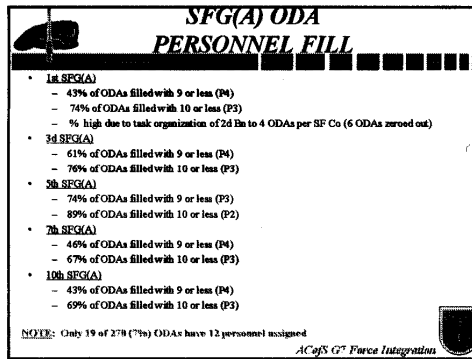 SFG(A) ODA
PERSONNEL FILL
• 1st SFG(A)
– 43% of ODAs filled with 9 or less (P4)
– 74% of ODAs filled with 10 or less (P3)
– % high due to task organization of 2d Bn to 4 ODAs per SF Co (6 ODAs zeroed out)
• 3d SFG(A)
– 61% of ODAs filled with 9 or less (P4)
– 76% of ODAs filled with 10 or less (P3)
• 5th SFG(A)
– 74% of ODAs filled with 9 or less (P3)
– 89% of ODAs filled with 10 or less (P2)
• 7th SFG(A)
– 46% of ODAs filled with 9 or less (P4)
– 67% of ODAs filled with 10 or less (P3)
• 10th SFG(A)
– 43% of ODAs filled with 9 or less (P4)
– 69% of ODAs filled with 10 or less (P3)
NOTE: Only 19 of 270 (7%) ODAs have 12 personnel assigned
ACofS G7 Force Integration